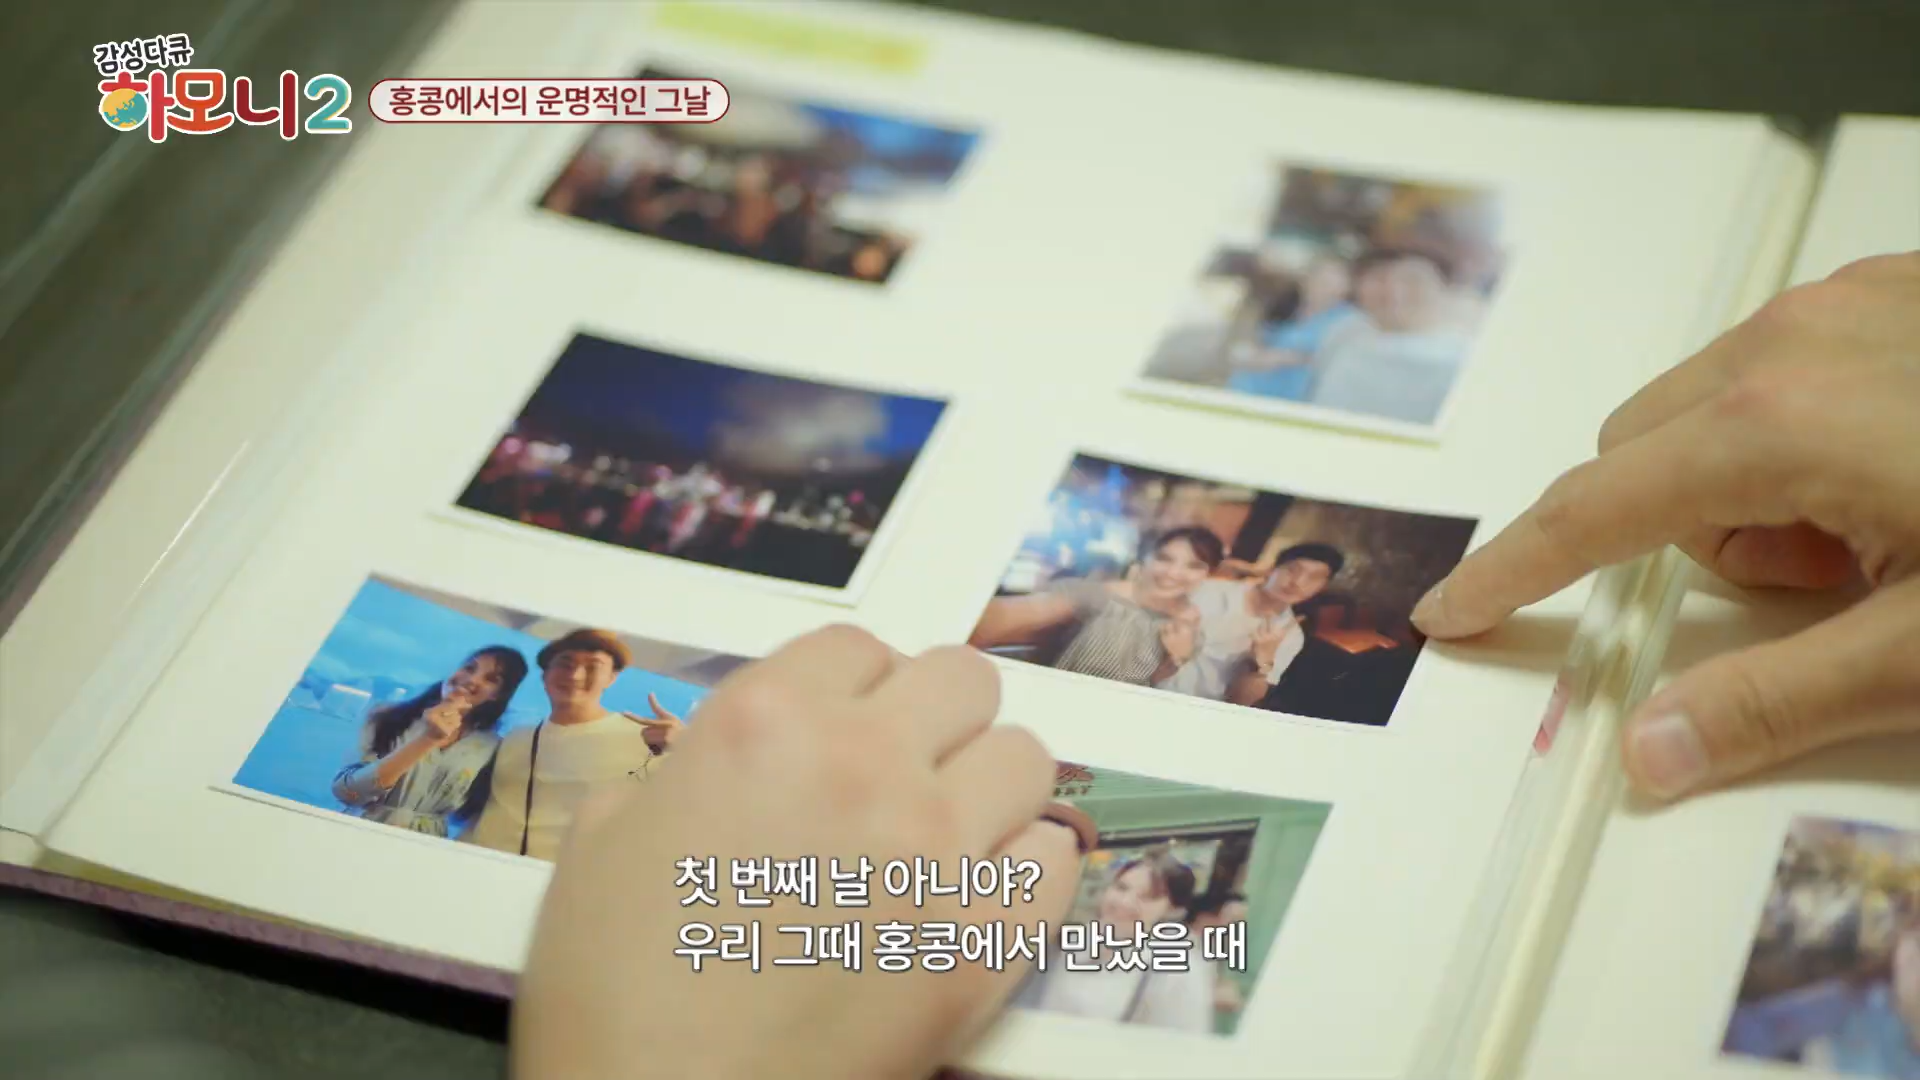 감성다큐
하모니2
홍콩에서의 운명적인 그날
첫 번째 날 아니야?
우리 그때 홍콩에서 만났을 때